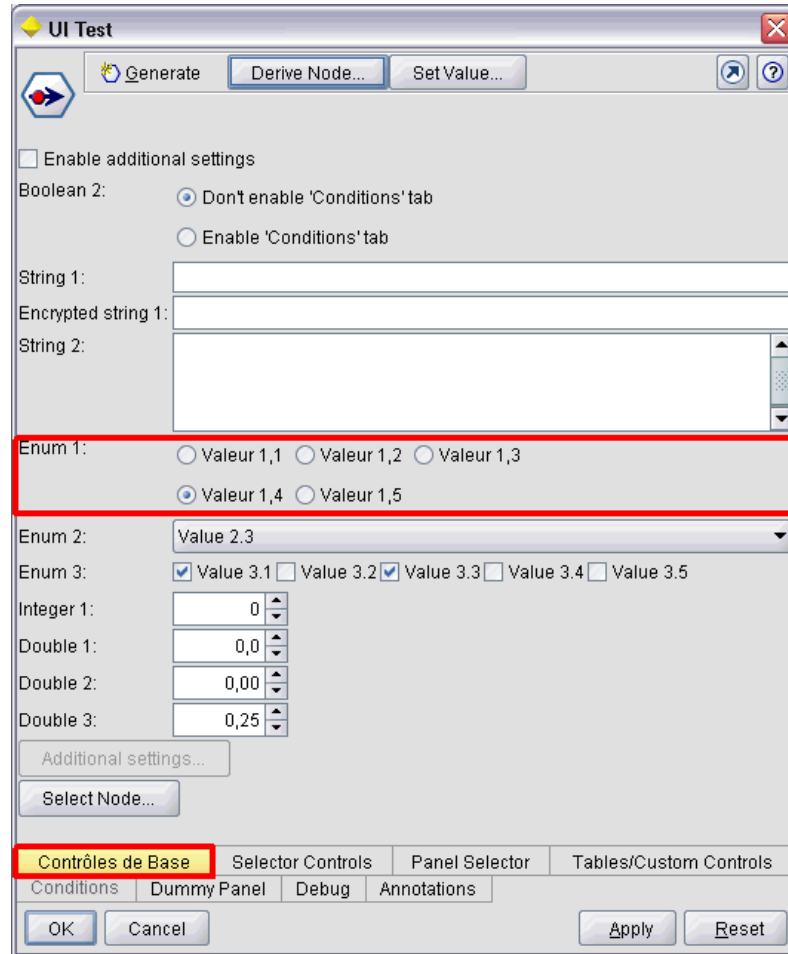 UI Test
Generate Derive Node... Set Value...
Enable additional settings
Boolean 2: Don't enable 'Conditions' tab
Enable 'Conditions' tab
String 1:
Encrypted string 1:
String 2:
Enum 1: Valeur 1,1 Valeur 1,2 Valeur 1,3
Valeur 1,4 Valeur 1,5
Enum 2: Value 2.3
Enum 3: Value 3.1 Value 3.2 Value 3.3 Value 3.4 Value 3.5
Integer 1: 0
Double 1: 0,0
Double 2: 0,00
Double 3: 0,25
Additional settings...
Select Node...
Contrôles de Base Selector Controls Panel Selector Tables/Custom Controls
Conditions Dummy Panel Debug Annotations
OK Cancel Apply Reset